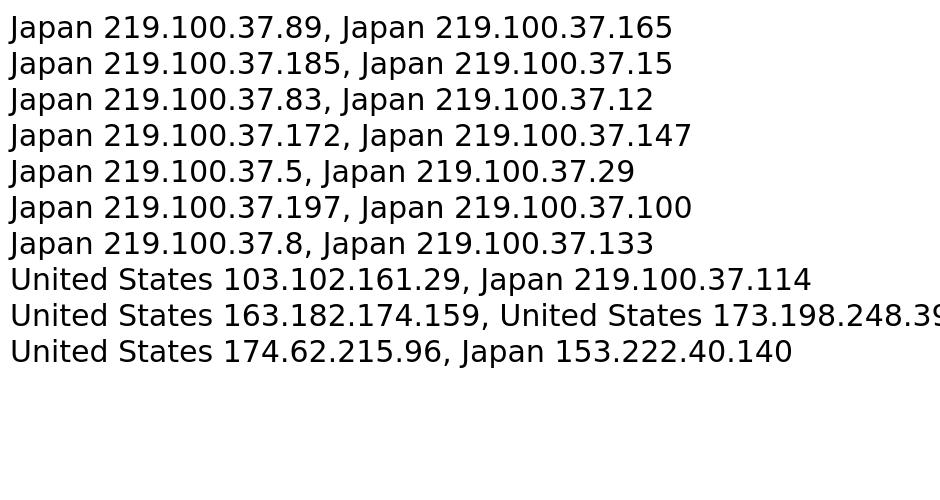 Japan 219.100.37.89, Japan 219.100.37.165
Japan 219.100.37.185, Japan 219.100.37.15
Japan 219.100.37.83, Japan 219.100.37.12
Japan 219.100.37.172, Japan 219.100.37.147
Japan 219.100.37.5, Japan 219.100.37.29
Japan 219.100.37.197, Japan 219.100.37.100
Japan 219.100.37.8, Japan 219.100.37.133
United States 103.102.161.29, Japan 219.100.37.114
United States 163.182.174.159, United States 173.198.248.39
United States 174.62.215.96, Japan 153.222.40.140